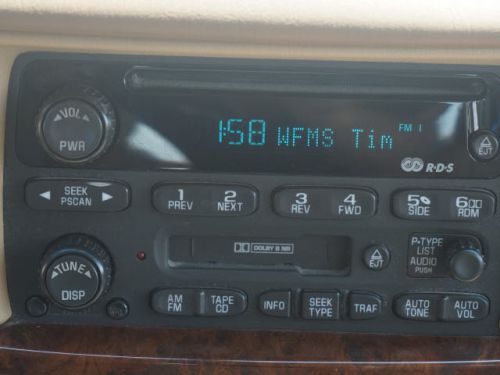 VOL
PWR
1:58 WFMS Tim
FM 1
EJT
R·D·S
SEEK
PSCAN
1
PREV
2
NEXT
3
REV
4
FWD
5
SIDE
6
RDM
TUNE
DISP
DOLBY B NR
EJT
P-TYPE
LIST
AUDIO
PUSH
AM
FM
TAPE
CD
INFO
SEEK
TYPE
TRAF
AUTO
TONE
AUTO
VOL